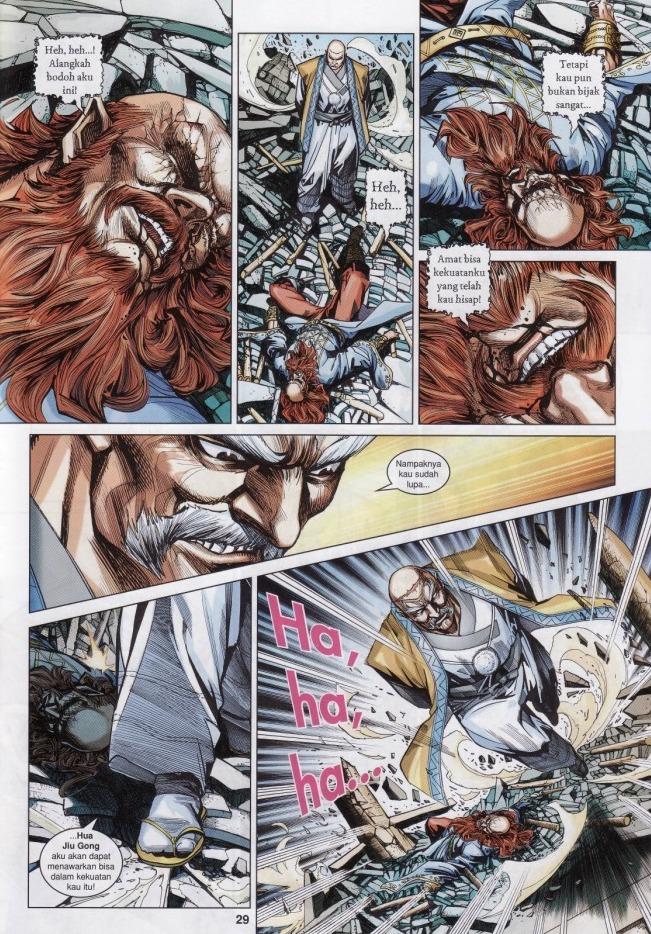 Heh, heh...!
Alangkah
bodoh aku
ini!
Heh,
heh...
Tetapi
kau pun
bukan bijak
sangat...
Amat bisa
kekuatanku
yang telah
kau hisap!
Nampaknya
kau sudah
lupa...
...Hua
Jiu Gong
aku akan dapat
menawarkan bisa
dalam kekuatan
kau itu!
Ha,
ha,
ha...
29